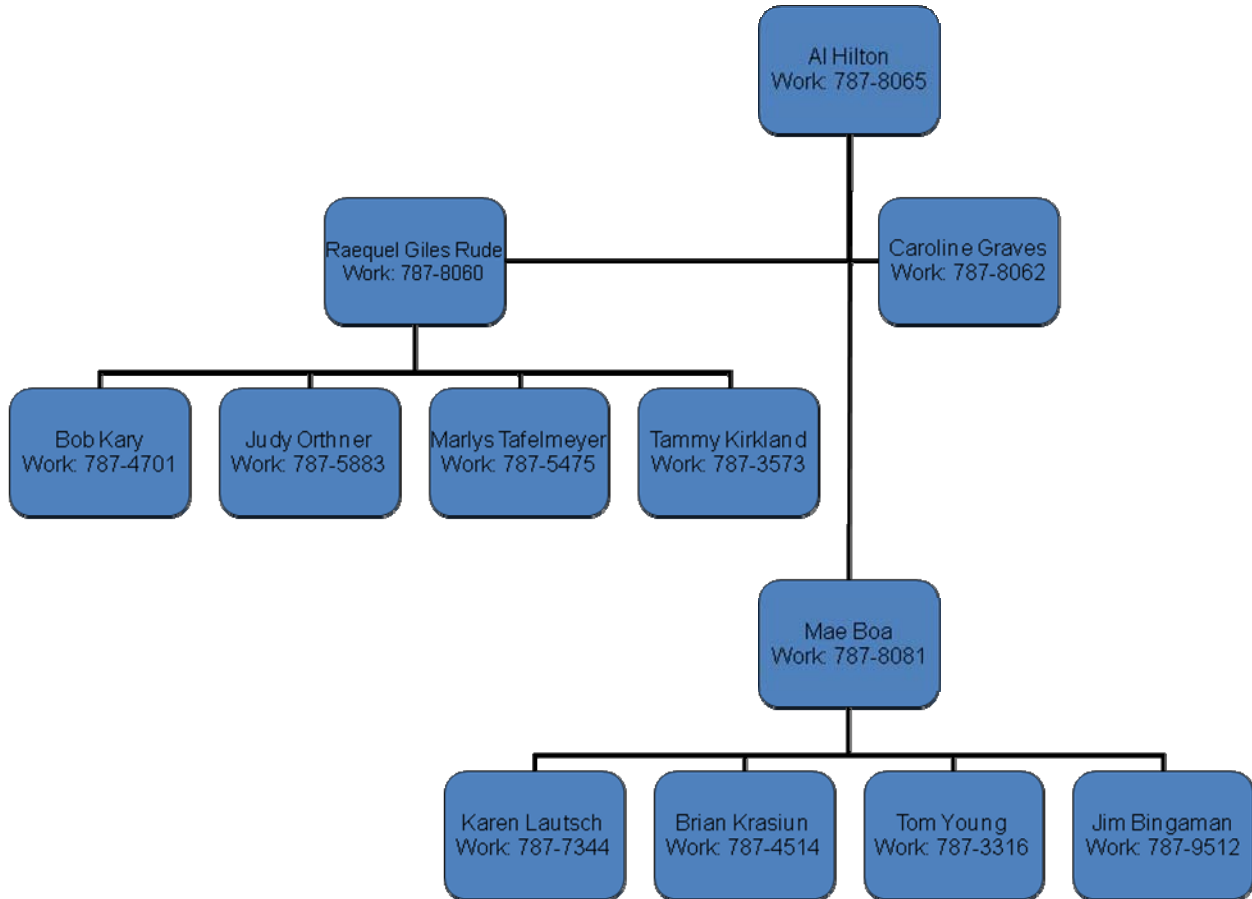 Al Hilton
Work: 787-8065
Raequel Giles Rude
Work: 787-8060
Caroline Graves
Work: 787-8062
Bob Kary
Work: 787-4701
Judy Orthner
Work: 787-5883
Marlys Tafelmeyer
Work: 787-5475
Tammy Kirkland
Work: 787-3573
Mae Boa
Work: 787-8081
Karen Lautsch
Work: 787-7344
Brian Krasiun
Work: 787-4514
Tom Young
Work: 787-3316
Jim Bingaman
Work: 787-9512